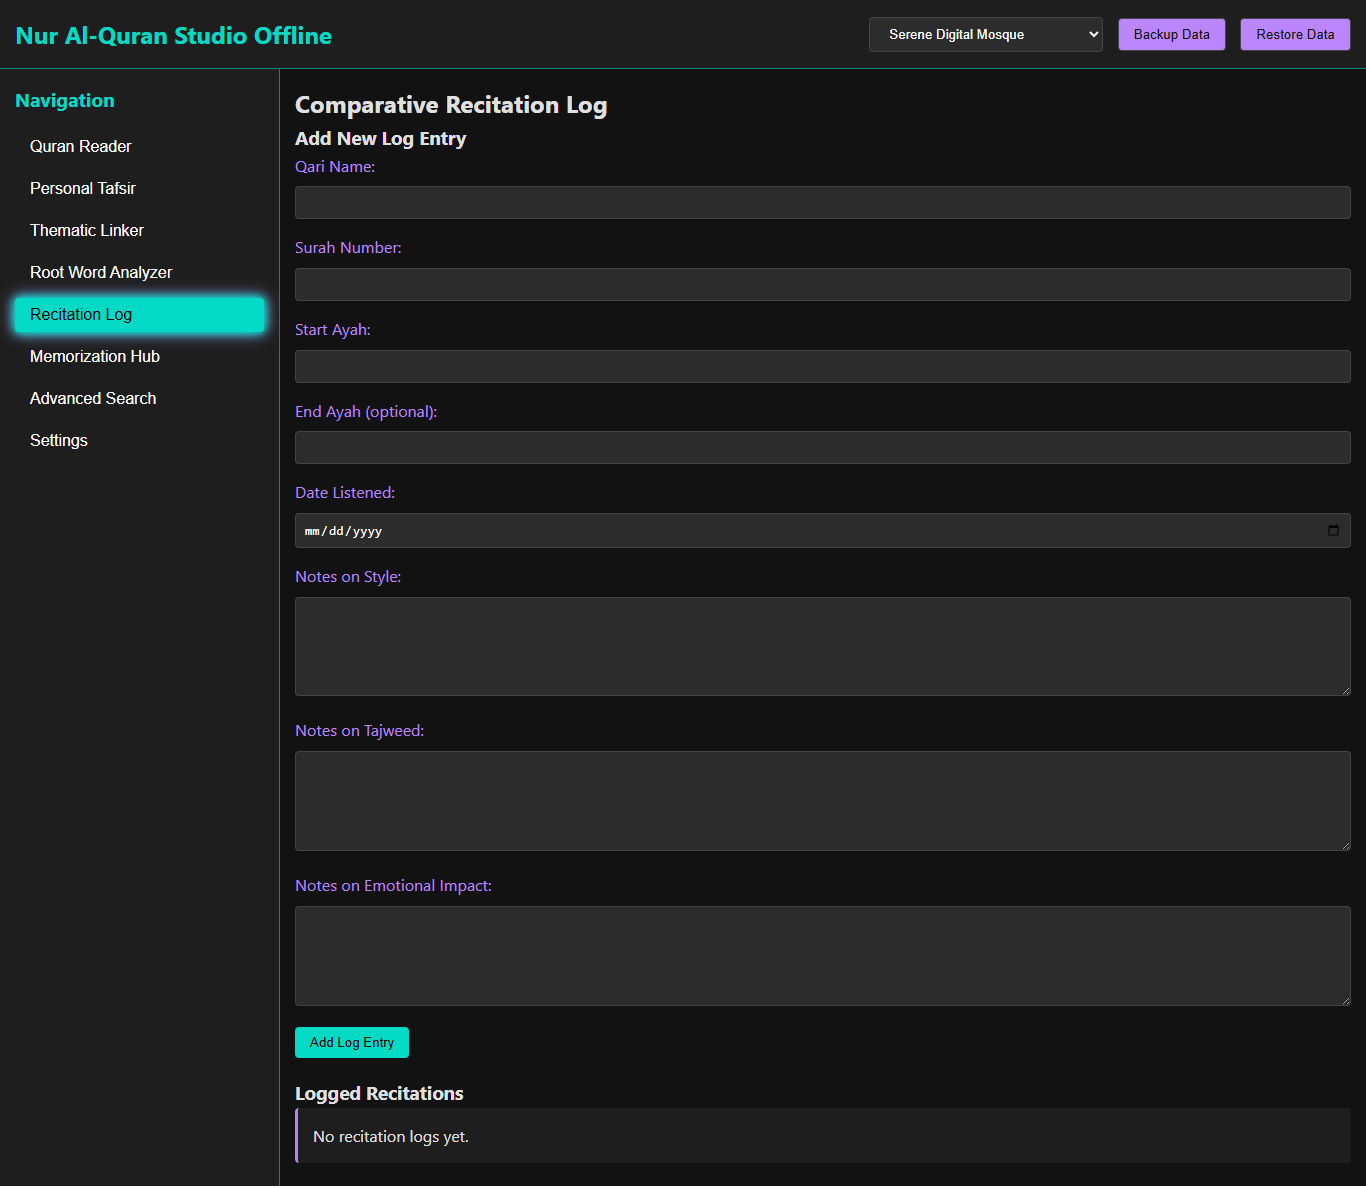 Nur Al-Quran Studio Offline
Serene Digital Mosque
Backup Data
Restore Data
Navigation
Quran Reader
Personal Tafsir
Thematic Linker
Root Word Analyzer
Recitation Log
Memorization Hub
Advanced Search
Settings
Comparative Recitation Log
Add New Log Entry
Qari Name:
Surah Number:
Start Ayah:
End Ayah (optional):
Date Listened:
mm/dd/yyyy
Notes on Style:
Notes on Tajweed:
Notes on Emotional Impact:
Add Log Entry
Logged Recitations
No recitation logs yet.